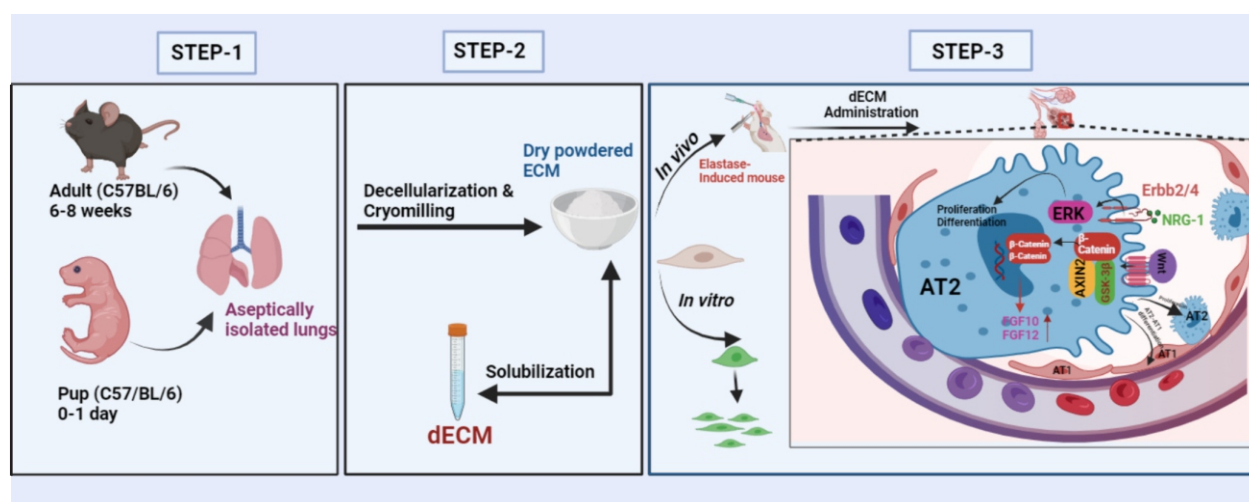 STEP-1
Adult (C57BL/6)
6-8 weeks
Aseptically
isolated lungs
Pup (C57/BL/6)
0-1 day
STEP-2
Dry powdered
ECM
Decellularization &
Cryomilling
Solubilization
dECM
STEP-3
In vivo
Elastase-
Induced mouse
dECM
Administration
In vitro
Proliferation
Differentiation
ERK
Erbb2/4
NRG-1
β-Catenin
β-Catenin
β-
Catenin
AXIN2
GSK-3β
Wnt
AT2
FGF10
FGF12
AT2
AT2-AT1
differentiation
AT1
AT1